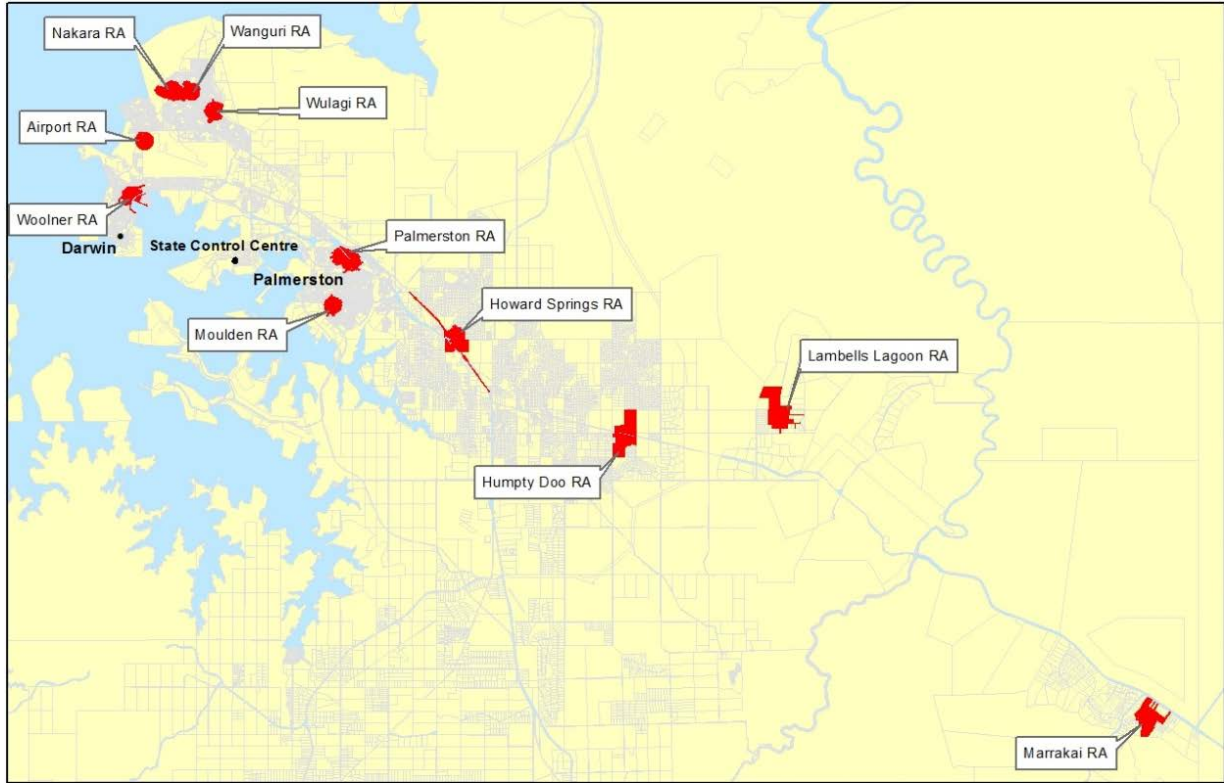 Nakara RA
Wanguri RA
Wulagi RA
Airport RA
Woolner RA
Darwin
State Control Centre
Palmerston RA
Palmerston
Howard Springs RA
Moulden RA
Lambells Lagoon RA
Humpty Doo RA
Marrakai RA